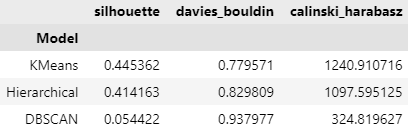 silhouette davies_bouldin calinski_harabasz
Model
KMeans 0.445362 0.779571 1240.910716
Hierarchical 0.414163 0.829809 1097.595125
DBSCAN 0.054422 0.937977 324.819627